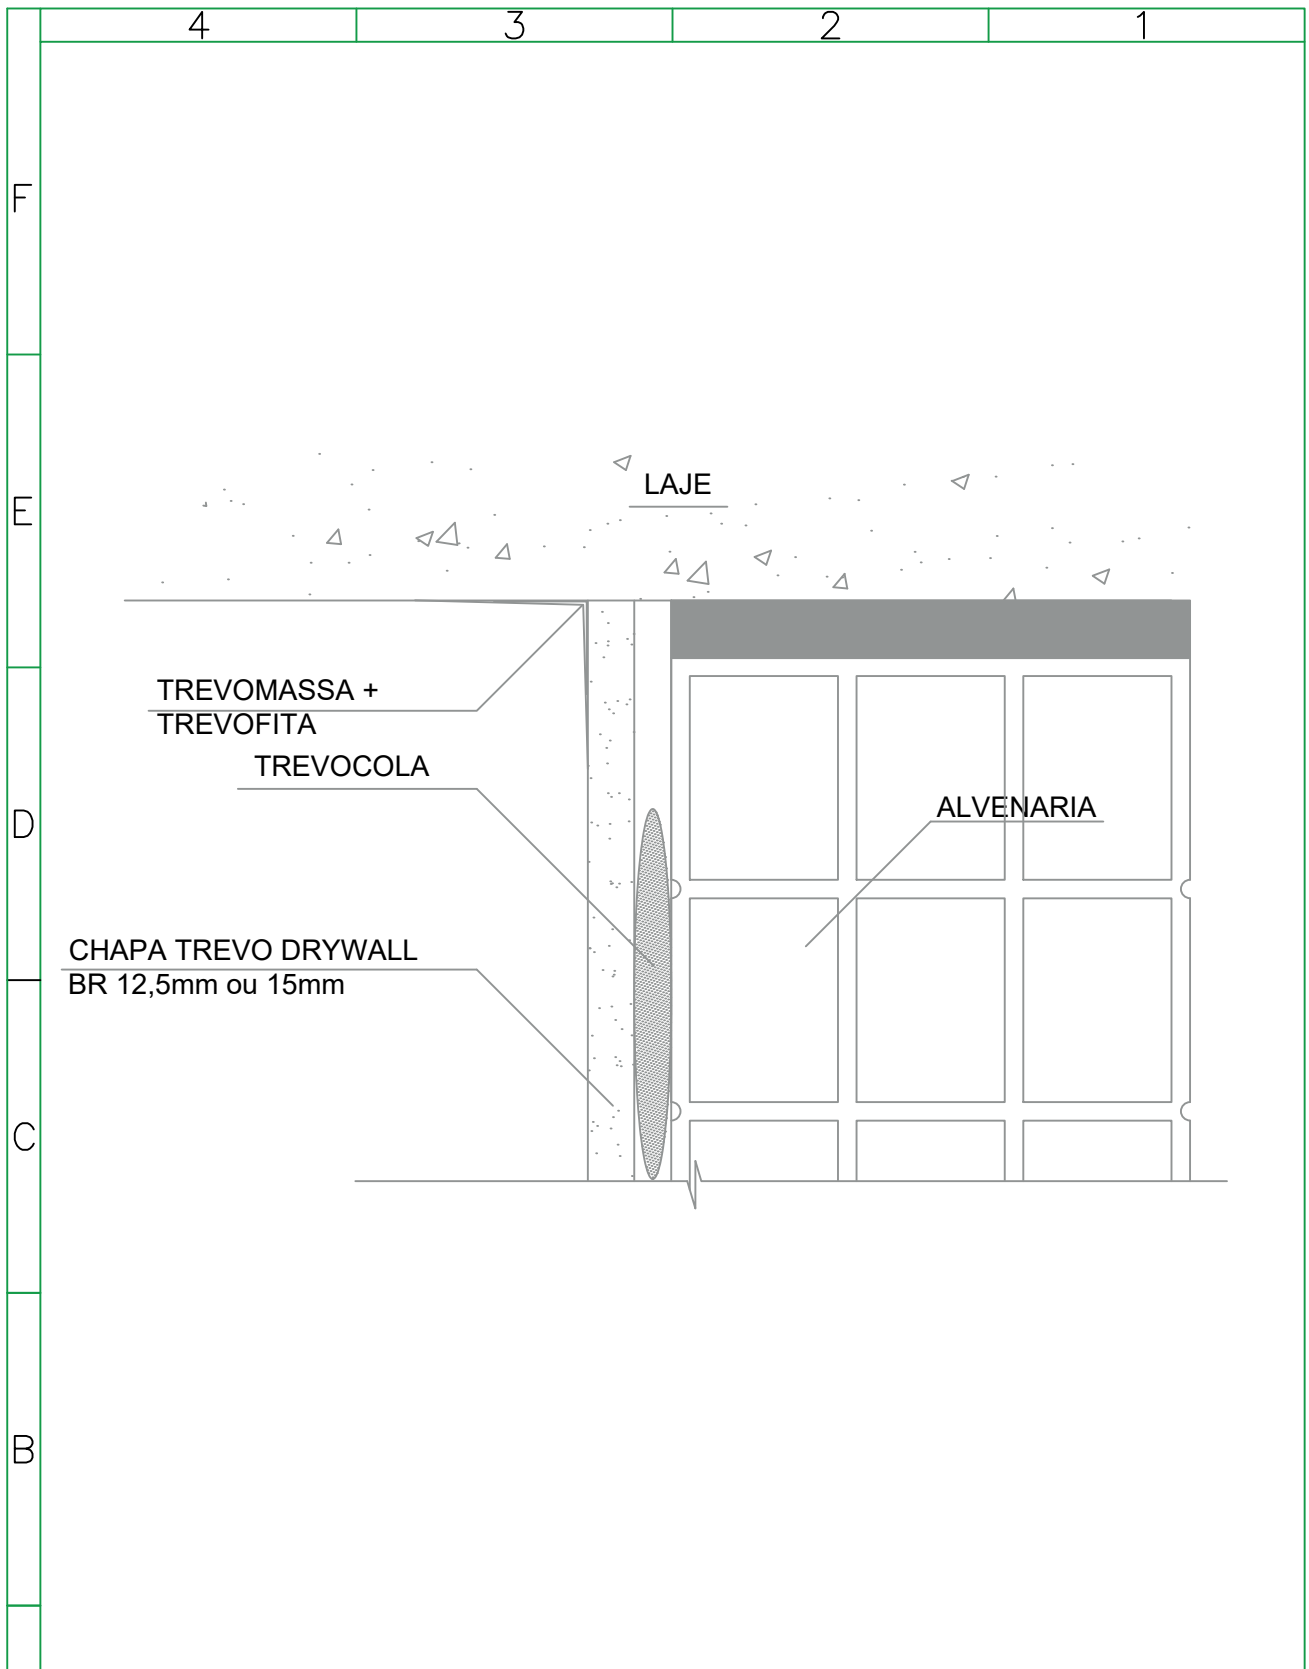 4 3 2 1
F
LAJE
E
TREVOMASSA +
TREVOFITA
TREVOCOLA
ALVENARIA
D
CHAPA TREVO DRYWALL
BR 12,5mm ou 15mm
C
B